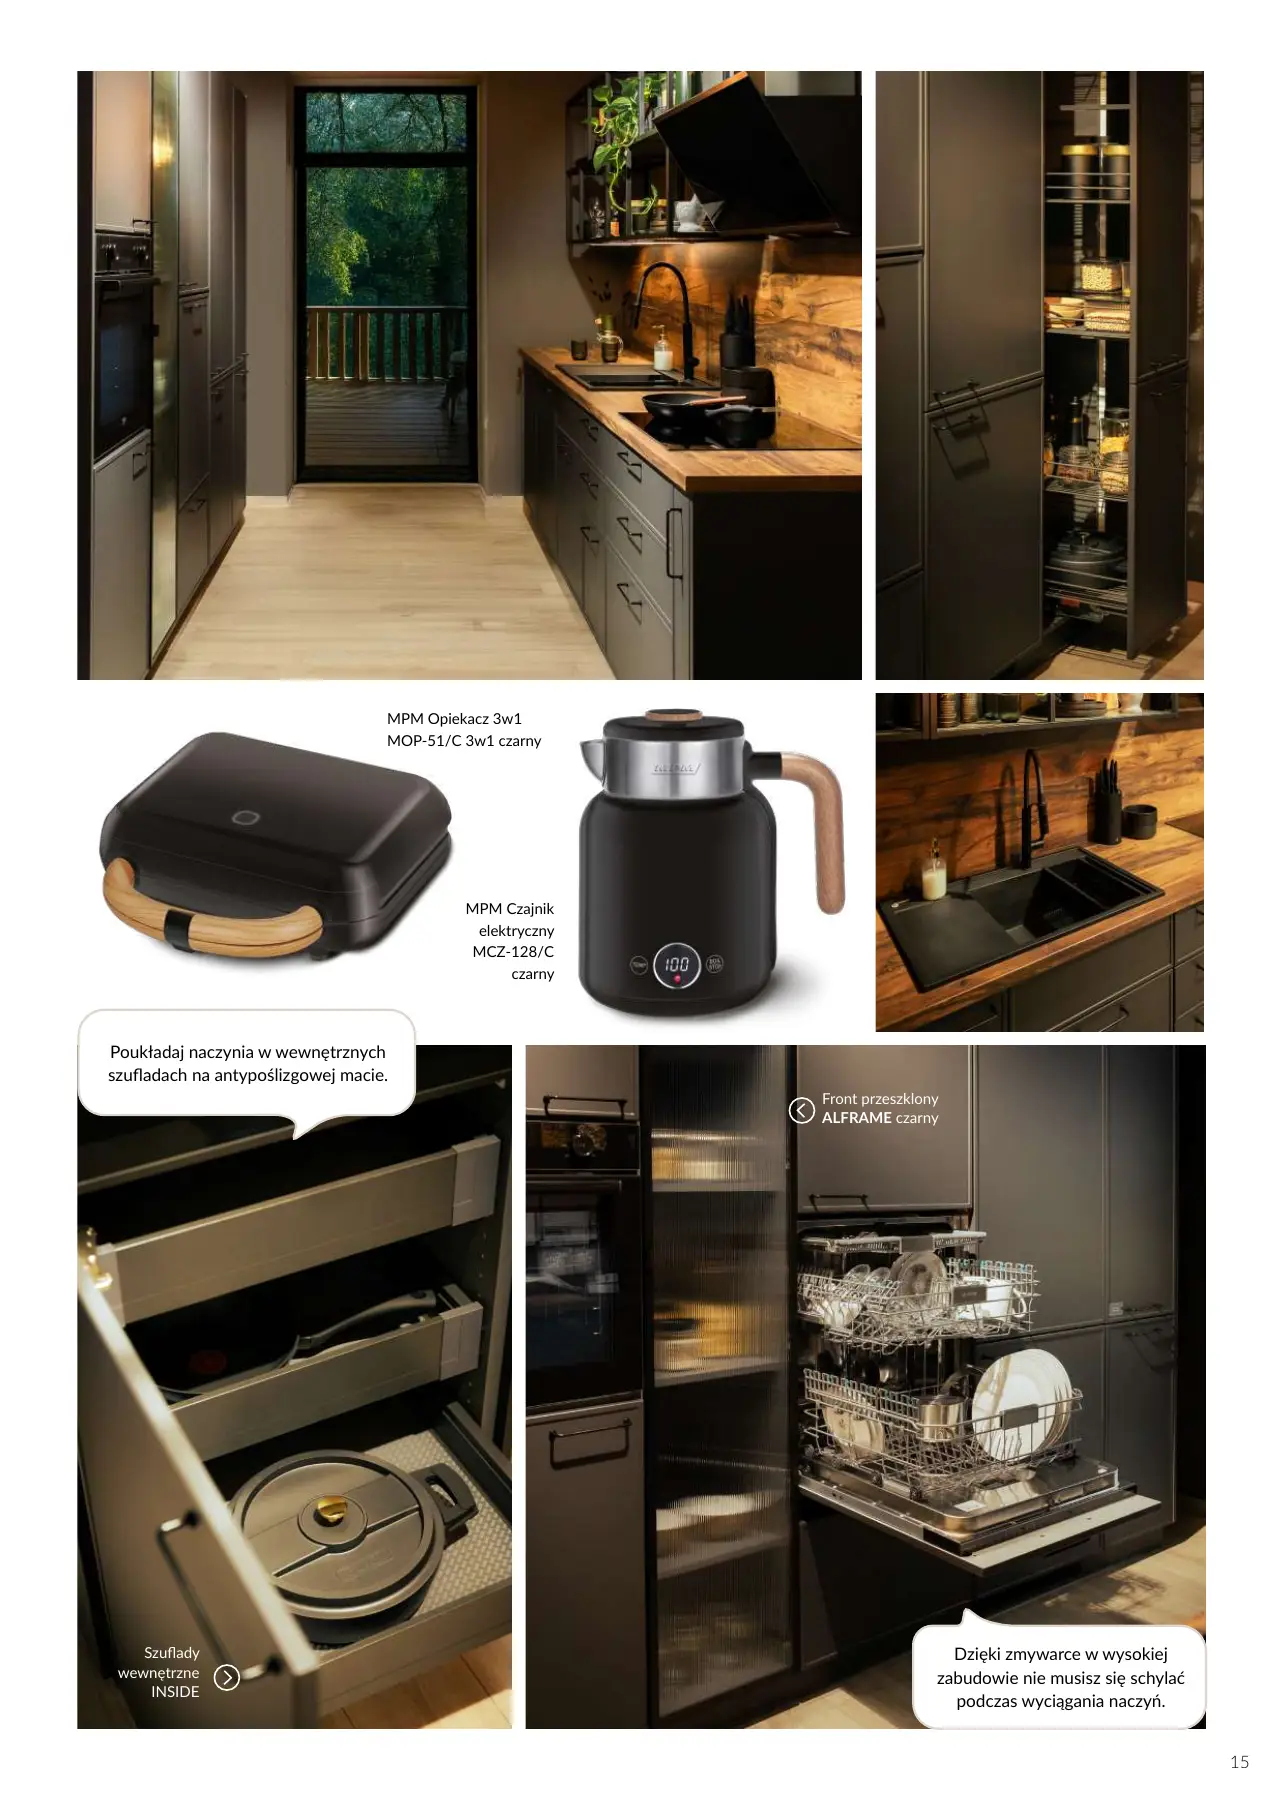 MPM Opiekacz 3w1
MOP-51/C 3w1 czarny
MPM Czajnik
elektryczny
MCZ-128/C
czarny
100
Poukładaj naczynia w wewnętrznych
szufladach na antypoślizgowej macie.
Front przeszklony
ALFRAME czarny
Szuflady
wewnętrzne
INSIDE
Dzięki zmywarce w wysokiej
zabudowie nie musisz się schylać
podczas wyciągania naczyń.
15